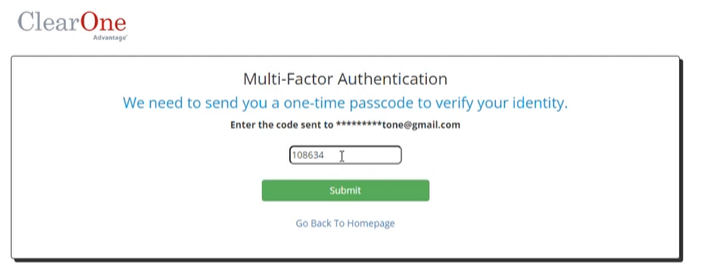 ClearOne
Advantage®
Multi-Factor Authentication
We need to send you a one-time passcode to verify your identity.
Enter the code sent to *********tone@gmail.com
108634
Submit
Go Back To Homepage